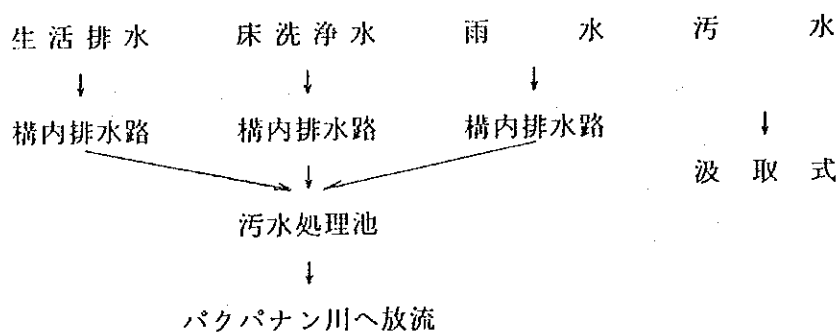 生活排水 床洗浄水 雨水 汚水
↓ ↓ ↓
構内排水路 構内排水路 構内排水路 ↓
↓ 汲取式
汚水処理池
↓
パクパナン川へ放流